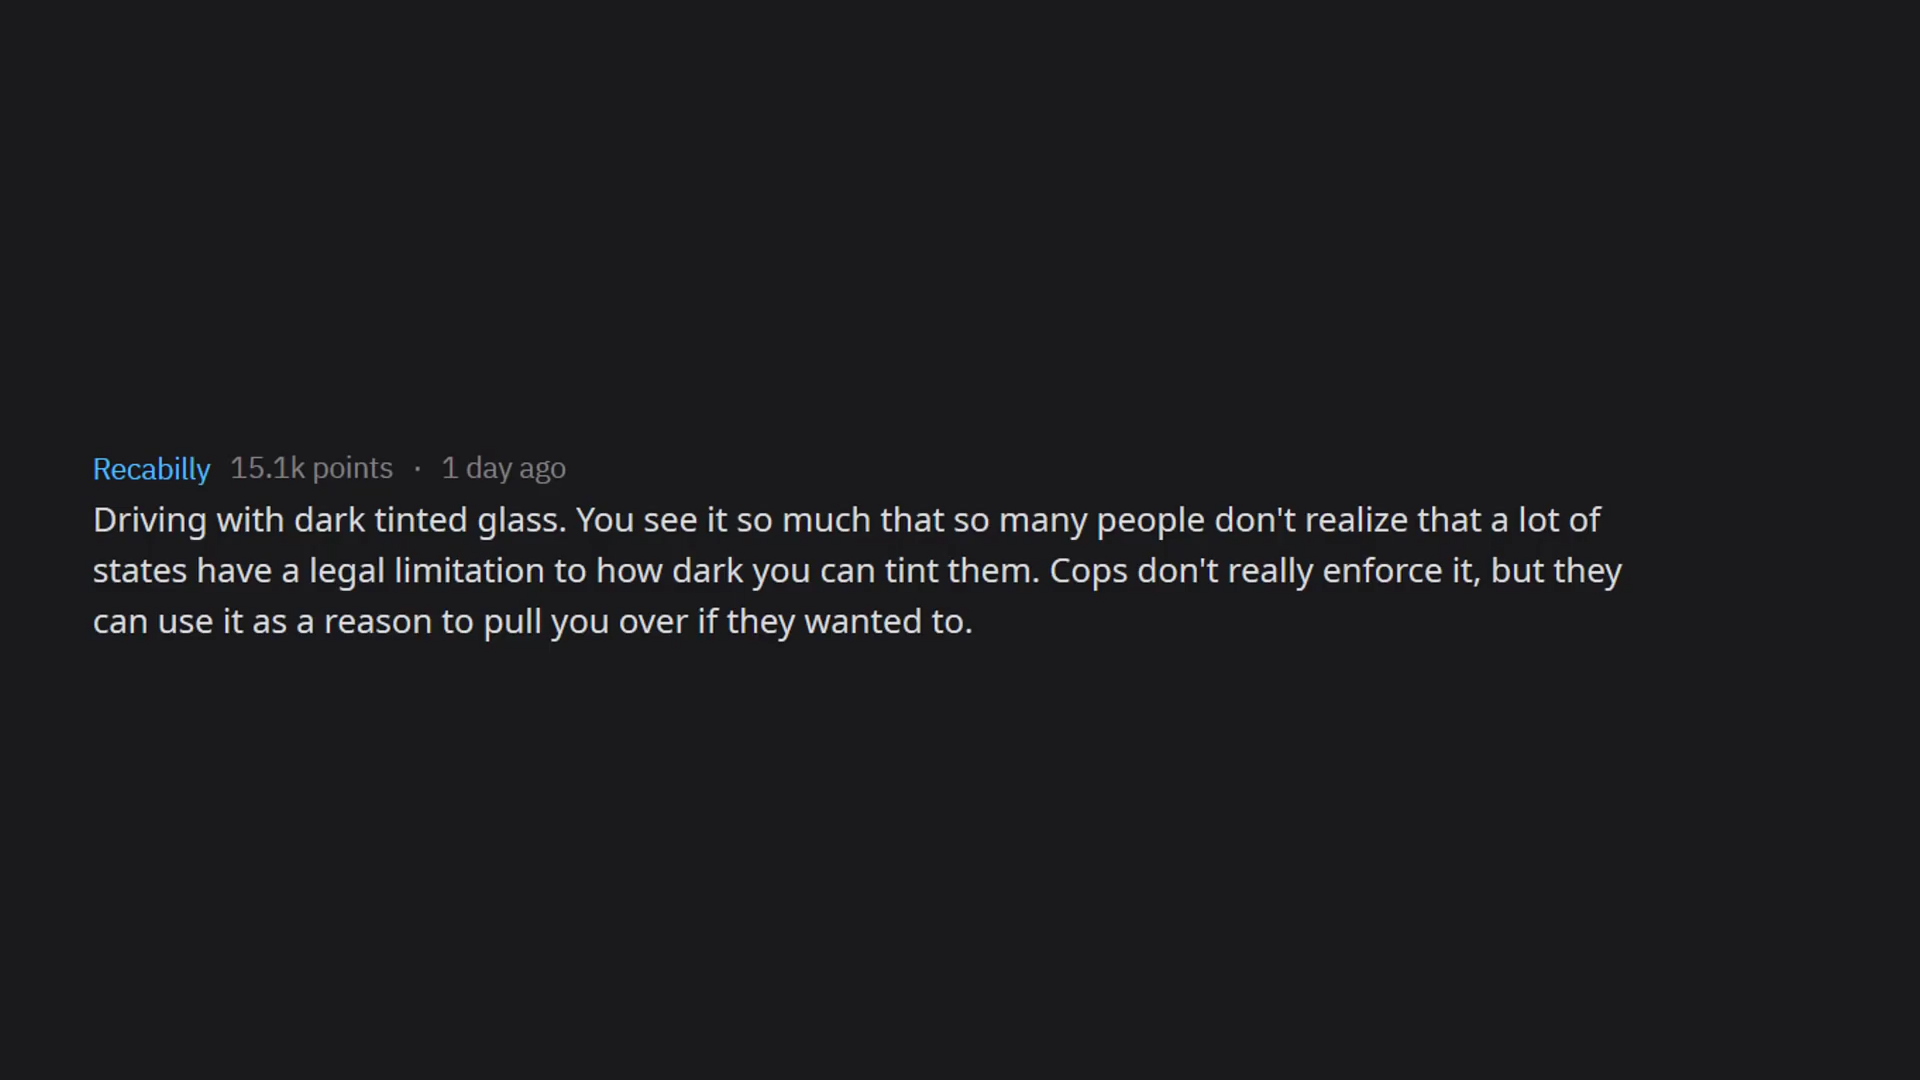 Recabilly 15.1k points · 1 day ago
Driving with dark tinted glass. You see it so much that so many people don't realize that a lot of
states have a legal limitation to how dark you can tint them. Cops don't really enforce it, but they
can use it as a reason to pull you over if they wanted to.